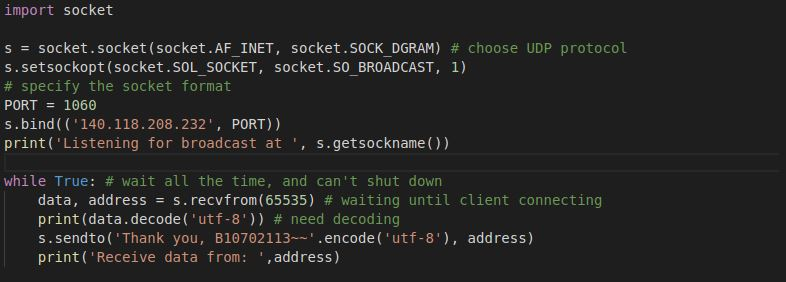 import socket
s = socket.socket(socket.AF_INET, socket.SOCK_DGRAM) # choose UDP protocol
s.setsockopt(socket.SOL_SOCKET, socket.SO_BROADCAST, 1)
# specify the socket format
PORT = 1060
s.bind(('140.118.208.232', PORT))
print('Listening for broadcast at ', s.getsockname())
while True: # wait all the time, and can't shut down
    data, address = s.recvfrom(65535) # waiting until client connecting
    print(data.decode('utf-8')) # need decoding
    s.sendto('Thank you, B10702113~~'.encode('utf-8'), address)
    print('Receive data from: ',address)